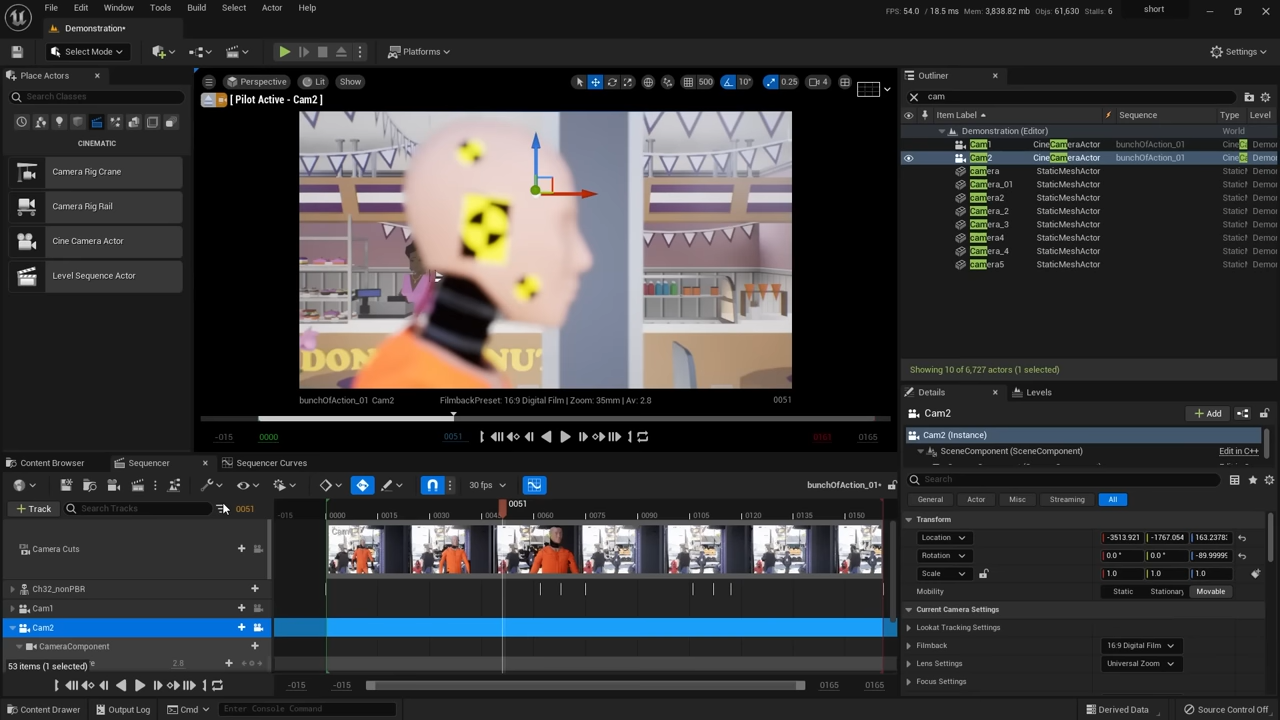 File Edit Window Tools Build Select Actor Help
FPS: 54.0 / 18.5 ms Mem: 3,838.82 mb Objs: 61,630 Stalls: 6
short
Demonstration*
Select Mode
Platforms
Settings
Place Actors
Search Classes
CINEMATIC
Camera Rig Crane
Camera Rig Rail
Cine Camera Actor
Level Sequence Actor
Perspective Lit Show
500 10° 0.25 4
[ Pilot Active - Cam2 ]
bunchOfAction_01 Cam2 FilmbackPreset: 16:9 Digital Film | Zoom: 35mm | Av: 2.8 0051
-015 0000 0051 0161 0165
Outliner
cam
Item Label Sequence Type Level
Demonstration (Editor) World
Cam1 CineCameraActor bunchOfAction_01
Cam2 CineCameraActor bunchOfAction_01
camera StaticMeshActor
Camera_01 StaticMeshActor
camera2 StaticMeshActor
Camera_2 StaticMeshActor
Camera_3 StaticMeshActor
camera4 StaticMeshActor
Camera_4 StaticMeshActor
camera5 StaticMeshActor
Showing 10 of 6,727 actors (1 selected)
Details Levels
Cam2
Add
Cam2 (Instance)
SceneComponent (SceneComponent) Edit in C++
Search
General Actor Misc Streaming All
Transform
Location -3513.921 -1767.054 163.2378
Rotation 0.0 ° 0.0 ° -89.99999
Scale 1.0 1.0 1.0
Mobility Static Stationary Movable
Current Camera Settings
Lookat Tracking Settings
Filmback 16:9 Digital Film
Lens Settings Universal Zoom
Focus Settings
Content Browser Sequencer Sequencer Curves
30 fps
bunchOfAction_01*
+ Track Search Tracks 0051
-015 0000 0015 0030 0051 0060 0075 0090 0105 0120 0135 0150
Camera Cuts
Ch32_nonPBR
Cam1
Cam2
CameraComponent
2.8
53 items (1 selected)
-015 -015 0165 0165
Content Drawer Output Log Cmd Enter Console Command
Derived Data Source Control Off